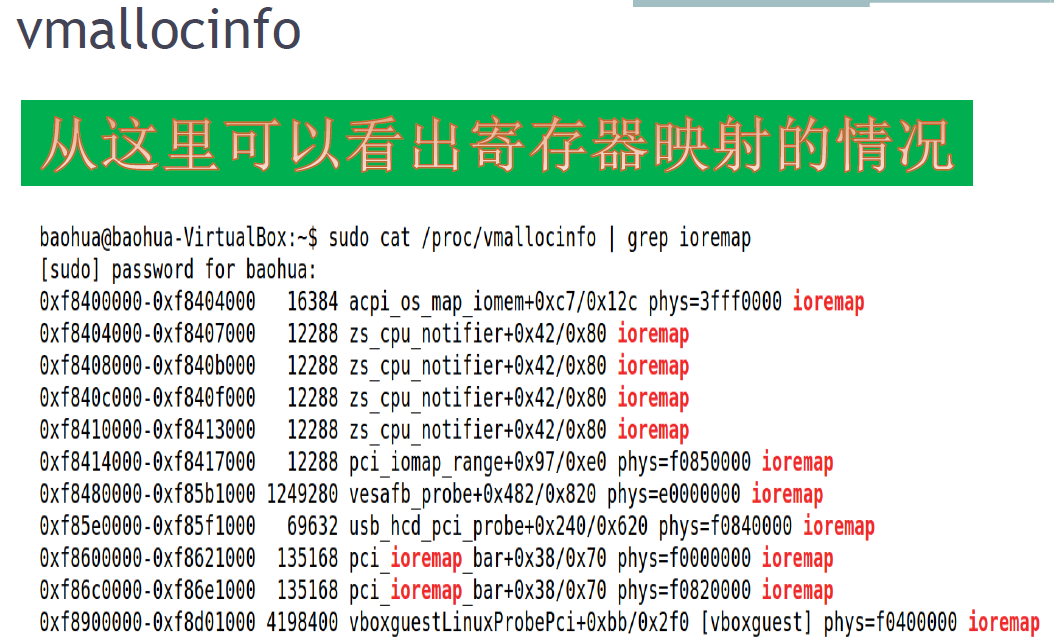 vmallocinfo
从这里可以看出寄存器映射的情况
baohua@baohua-VirtualBox:~$ sudo cat /proc/vmallocinfo | grep ioremap
[sudo] password for baohua:
0xf8400000-0xf8404000   16384 acpi_os_map_iomem+0xc7/0x12c phys=3fff0000 ioremap
0xf8404000-0xf8407000   12288 zs_cpu_notifier+0x42/0x80 ioremap
0xf8408000-0xf840b000   12288 zs_cpu_notifier+0x42/0x80 ioremap
0xf840c000-0xf840f000   12288 zs_cpu_notifier+0x42/0x80 ioremap
0xf8410000-0xf8413000   12288 zs_cpu_notifier+0x42/0x80 ioremap
0xf8414000-0xf8417000   12288 pci_iomap_range+0x97/0xe0 phys=f0850000 ioremap
0xf8480000-0xf85b1000 1249280 vesafb_probe+0x482/0x820 phys=e0000000 ioremap
0xf85e0000-0xf85f1000   69632 usb_hcd_pci_probe+0x240/0x620 phys=f0840000 ioremap
0xf8600000-0xf8621000  135168 pci_ioremap_bar+0x38/0x70 phys=f0000000 ioremap
0xf86c0000-0xf86e1000  135168 pci_ioremap_bar+0x38/0x70 phys=f0820000 ioremap
0xf8900000-0xf8d01000 4198400 vboxguestLinuxProbePci+0xbb/0x2f0 [vboxguest] phys=f0400000 ioremap